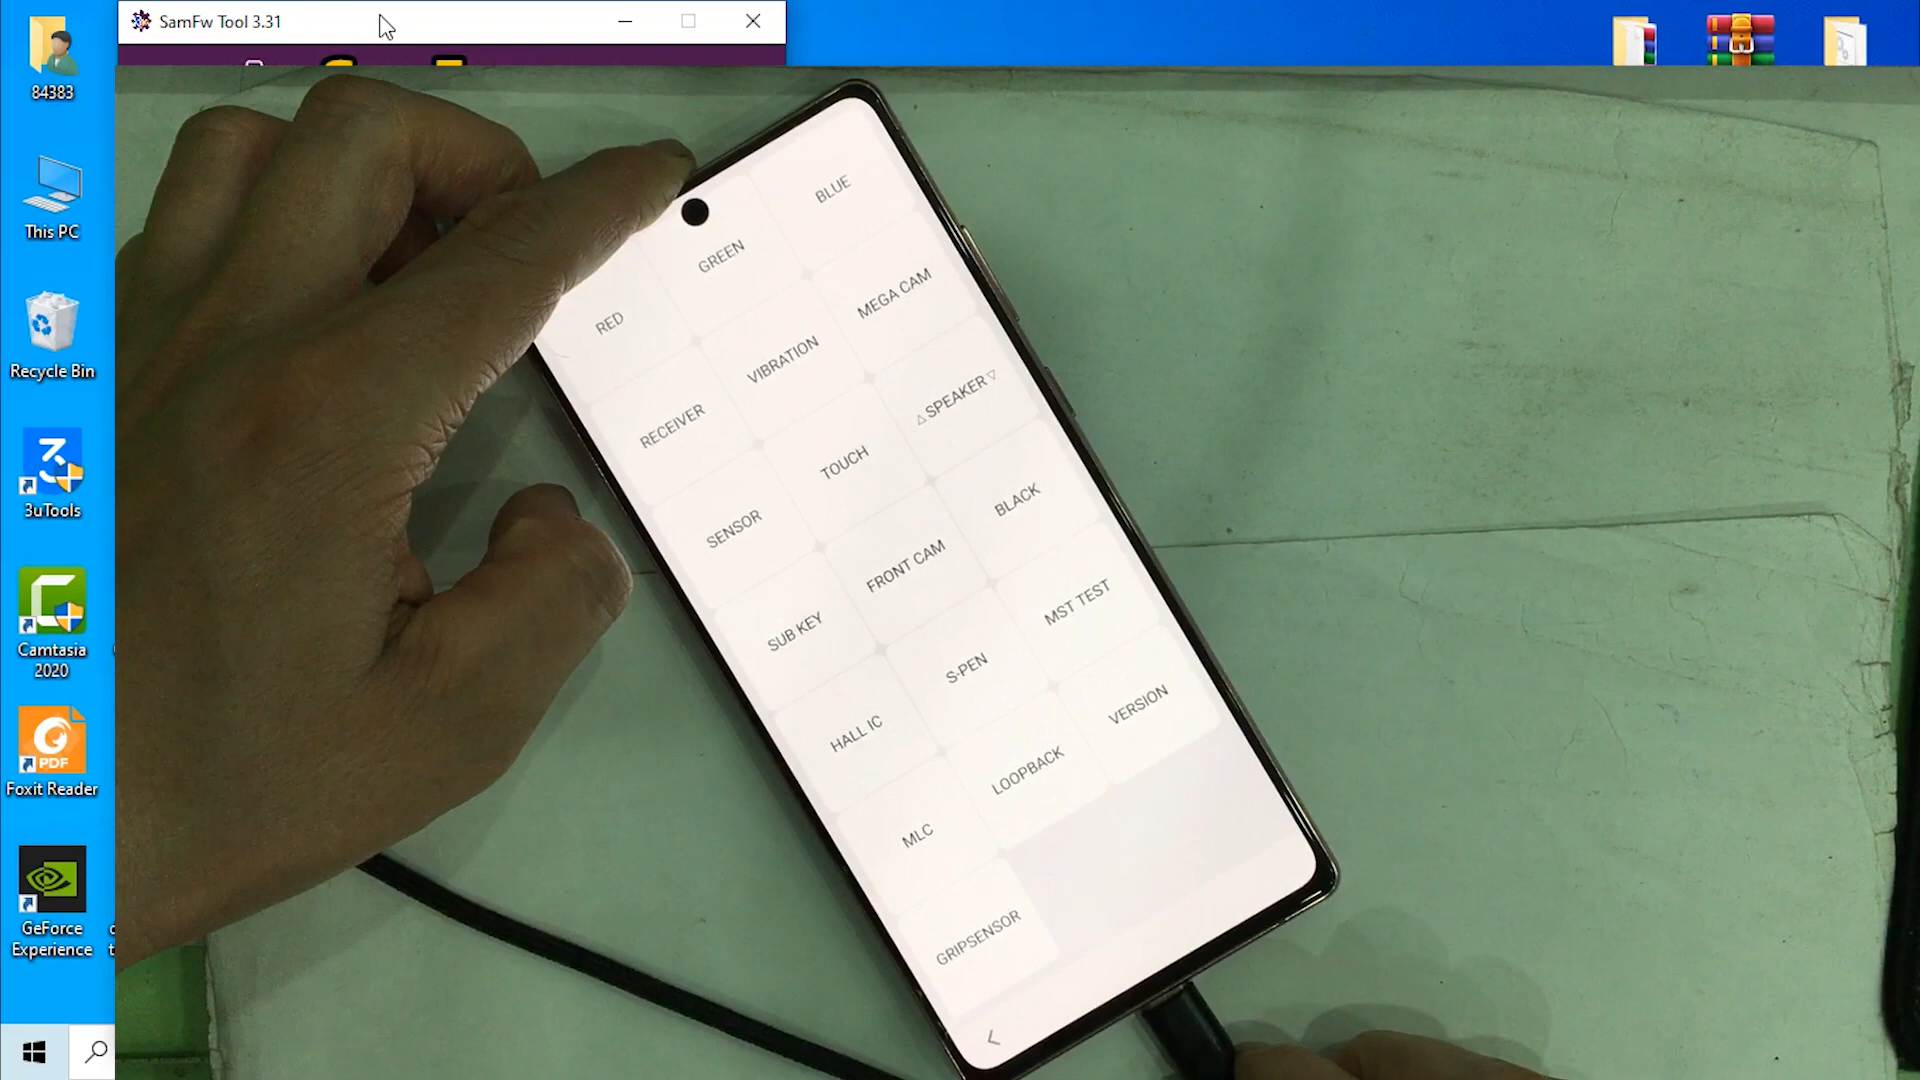 SamFw Tool 3.31
84383
This PC
Recycle Bin
3uTools
Camtasia
2020
PDF
Foxit Reader
GeForce
Experience
RED
GREEN
BLUE
RECEIVER
VIBRATION
MEGA CAM
SENSOR
TOUCH
△ SPEAKER ▽
SUB KEY
FRONT CAM
BLACK
HALL IC
S-PEN
MST TEST
MLC
LOOPBACK
VERSION
GRIPSENSOR